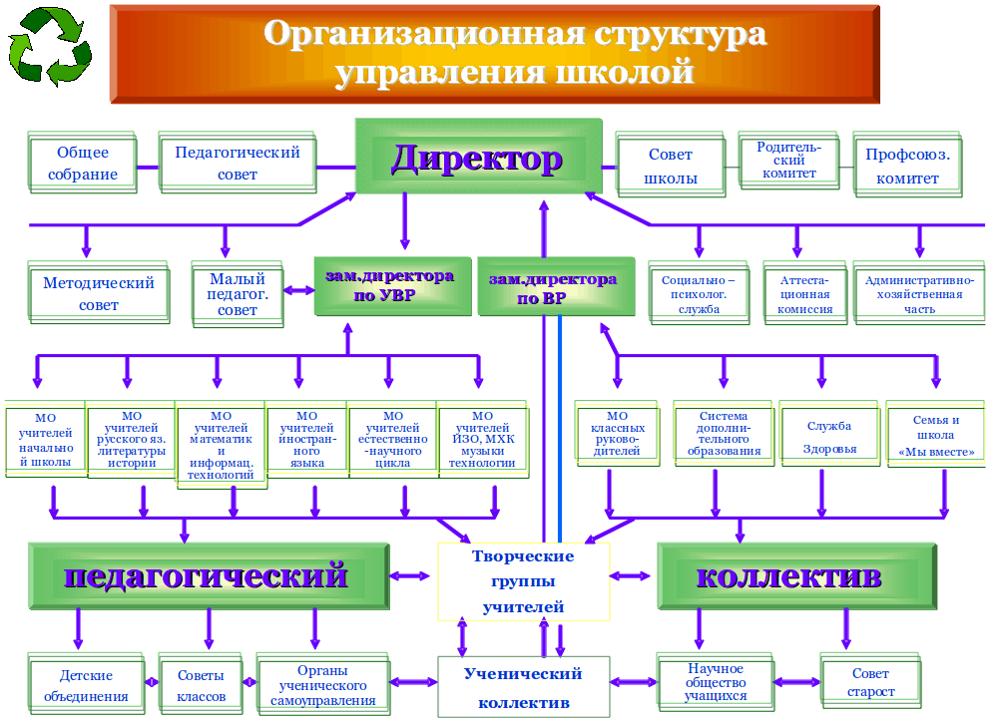 Организационная структура
управления школой
Общее
собрание
Педагогический
совет
Директор
Совет
школы
Родитель-
ский
комитет
Профсоюз.
комитет
Методический
совет
Малый
педагог.
совет
зам.директора
по УВР
зам.директора
по ВР
Социально –
психолог.
служба
Аттеста-
ционная
комиссия
Административно-
хозяйственная
часть
МО
учителей
начально
й школы
МО
учителей
русского яз.
литературы
истории
МО
учителей
математик
и
информац.
технологий
МО
учителей
иностран-
ного
языка
МО
учителей
естественно
-научного
цикла
МО
учителей
ИЗО, МХК
музыки
технологии
МО
классных
руково-
дителей
Система
дополни-
тельного
образования
Служба
Здоровья
Семья и
школа
«Мы вместе»
педагогический
Творческие
группы
учителей
коллектив
Детские
объединения
Советы
классов
Органы
ученического
самоуправления
Ученический
коллектив
Научное
общество
учащихся
Совет
старост